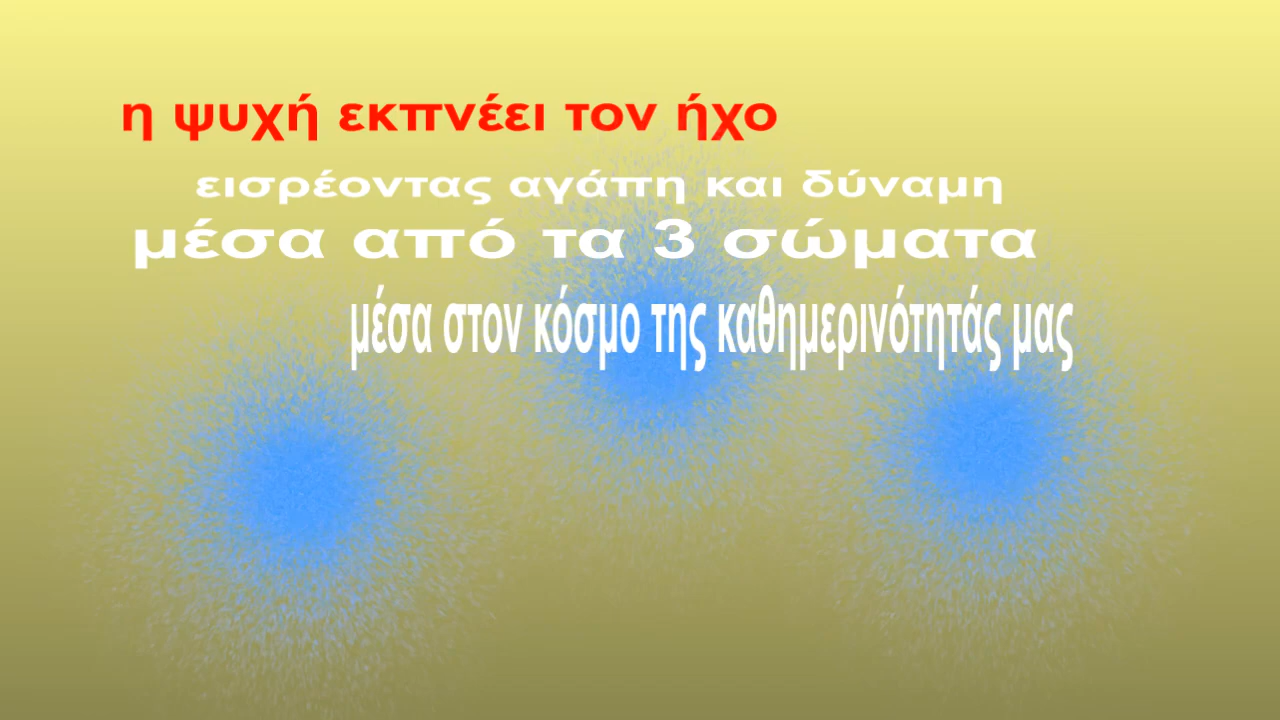 η ψυχή εκπνέει τον ήχο
εισρέοντας αγάπη και δύναμη
μέσα από τα 3 σώματα
μέσα στον κόσμο της καθημερινότητάς μας